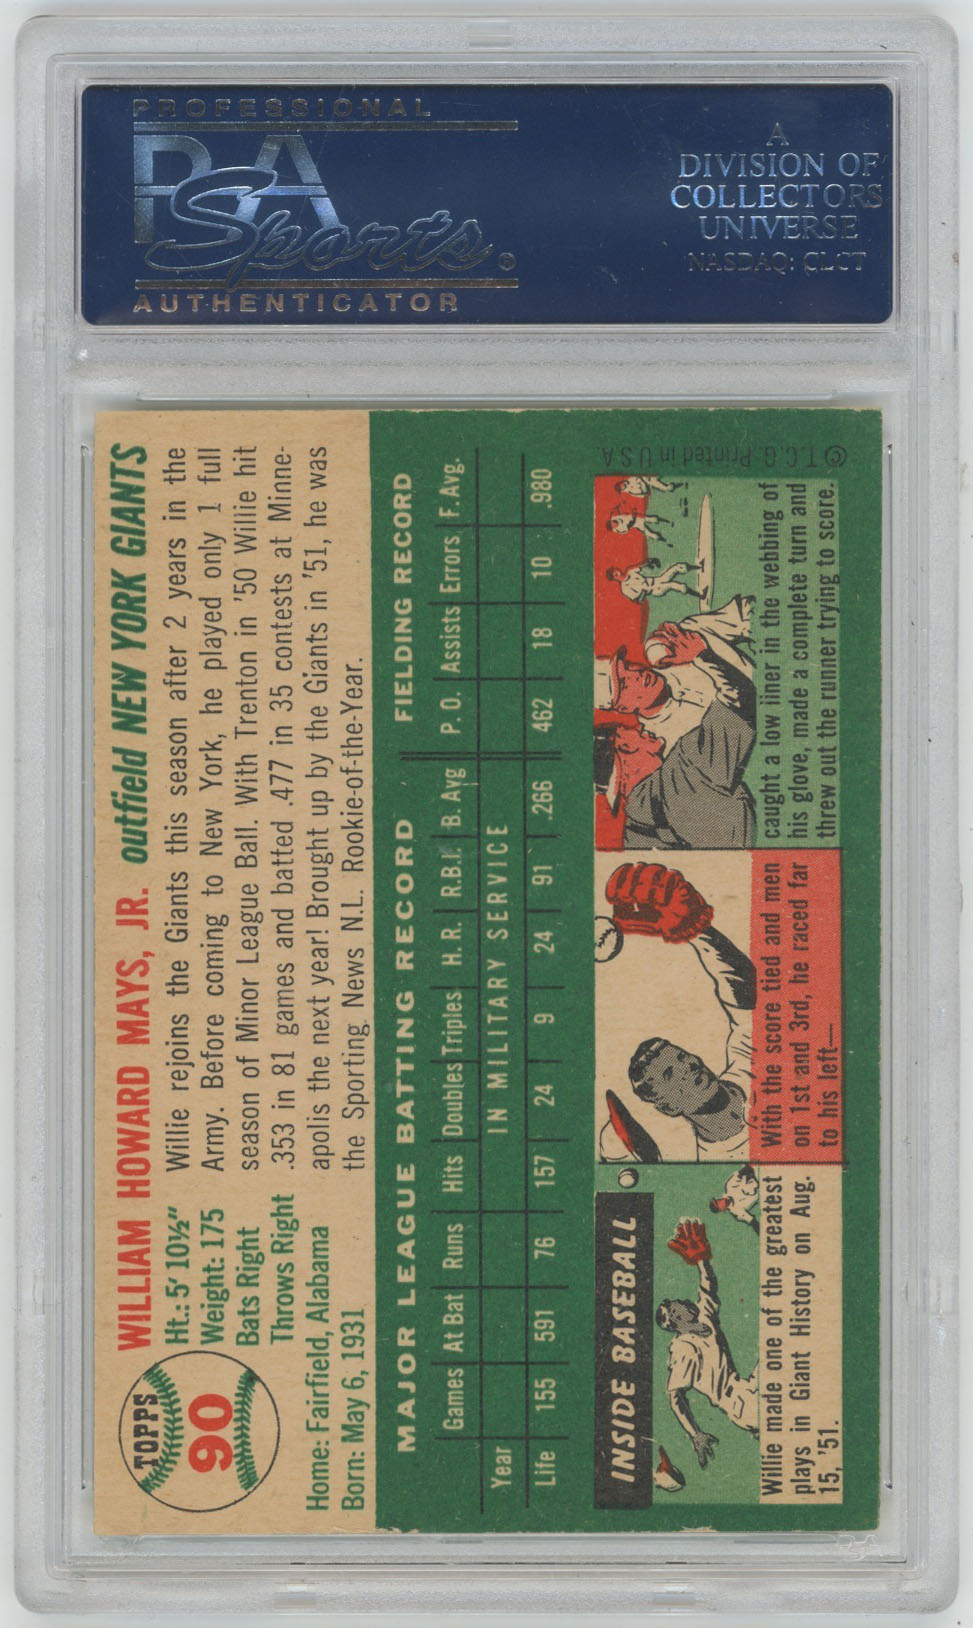 PROFESSIONAL
PSA
Sports
AUTHENTICATOR
A
DIVISION OF
COLLECTORS
UNIVERSE
NASDAQ: CLCT
TOPPS
90
WILLIAM HOWARD MAYS, JR. outfield NEW YORK GIANTS
Ht.: 5' 10½"
Weight: 175
Bats Right
Throws Right
Home: Fairfield, Alabama
Born: May 6, 1931
Willie rejoins the Giants this season after 2 years in the
Army. Before coming to New York, he played only 1 full
season of Minor League Ball. With Trenton in '50 Willie hit
.353 in 81 games and batted .477 in 35 contests at Minne-
apolis the next year! Brought up by the Giants in '51, he was
the Sporting News N.L. Rookie-of-the-Year.
MAJOR LEAGUE BATTING RECORD FIELDING RECORD
Games At Bat Runs Hits Doubles Triples H. R. R.B.I. B. Avg P. O. Assists Errors F. Avg.
Year IN MILITARY SERVICE
Life 155 591 76 157 24 9 24 91 .266 462 18 10 .980
INSIDE BASEBALL
Willie made one of the greatest
plays in Giant History on Aug.
15, '51.
With the score tied and men
on 1st and 3rd, he raced far
to his left—
caught a low liner in the webbing of
his glove, made a complete turn and
threw out the runner trying to score.
© T.C.G. Printed in U.S.A.